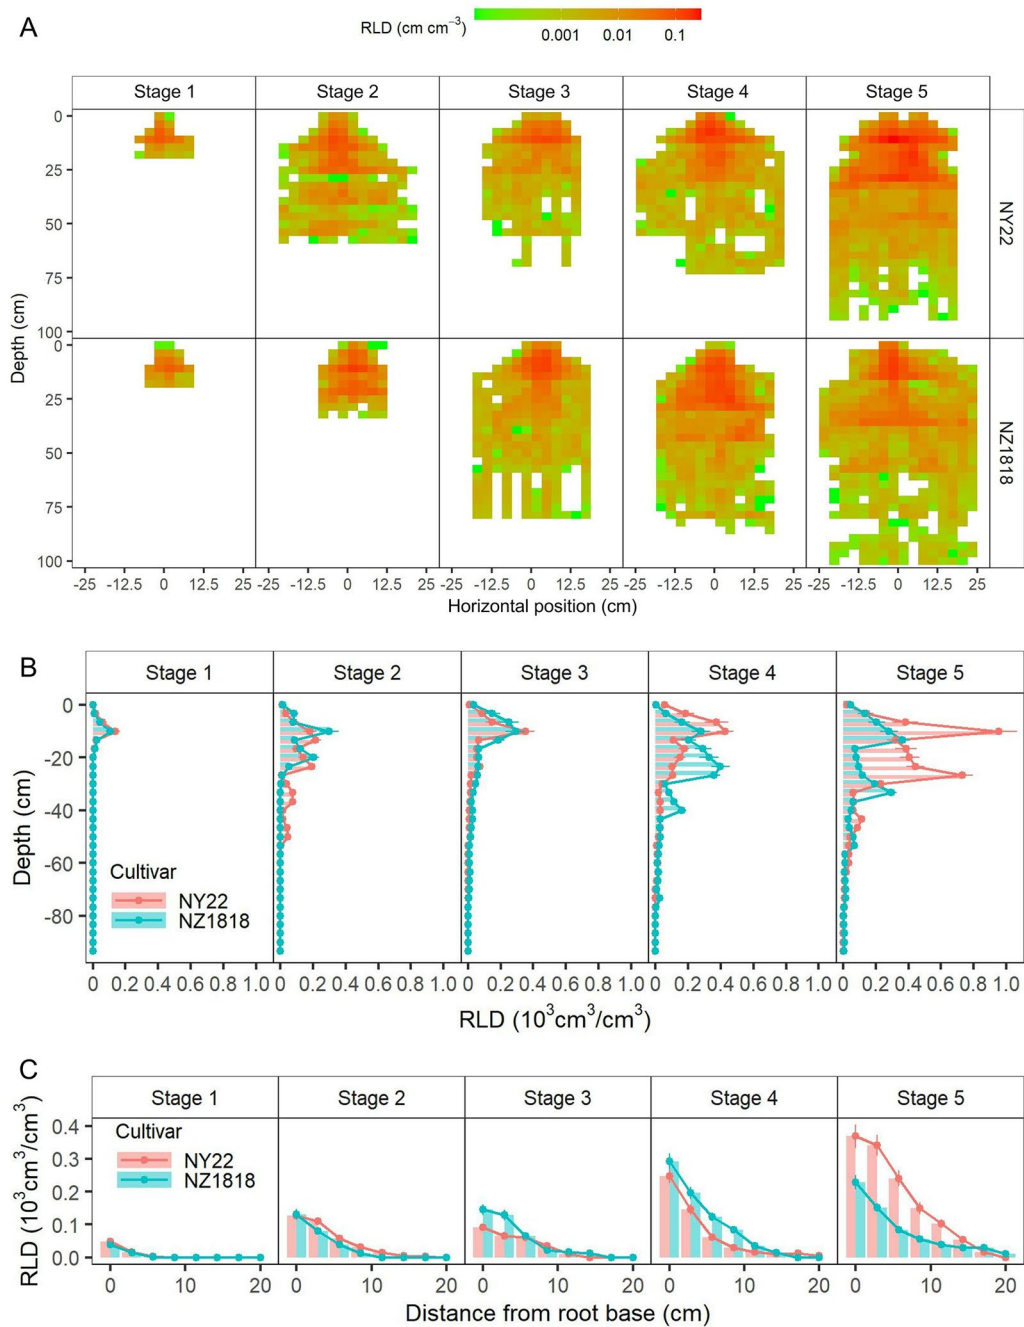 A
RLD (cm cm⁻³)
0.001 0.01 0.1
Stage 1 Stage 2 Stage 3 Stage 4 Stage 5
0
25
50
75
100
NY22
Depth (cm)
0
25
50
75
100
NZ1818
-25 -12.5 0 12.5 25 -25 -12.5 0 12.5 25 -25 -12.5 0 12.5 25 -25 -12.5 0 12.5 25 -25 -12.5 0 12.5 25
Horizontal position (cm)
B
Stage 1 Stage 2 Stage 3 Stage 4 Stage 5
0
-20
-40
-60
-80
Depth (cm)
Cultivar
NY22
NZ1818
0 0.2 0.4 0.6 0.8 1.0 0 0.2 0.4 0.6 0.8 1.0 0 0.2 0.4 0.6 0.8 1.0 0 0.2 0.4 0.6 0.8 1.0 0 0.2 0.4 0.6 0.8 1.0
RLD (10³cm³/cm³)
C
Stage 1 Stage 2 Stage 3 Stage 4 Stage 5
0.4
0.3
0.2
0.1
0.0
RLD (10³cm³/cm³)
Cultivar
NY22
NZ1818
0 10 20 0 10 20 0 10 20 0 10 20 0 10 20
Distance from root base (cm)